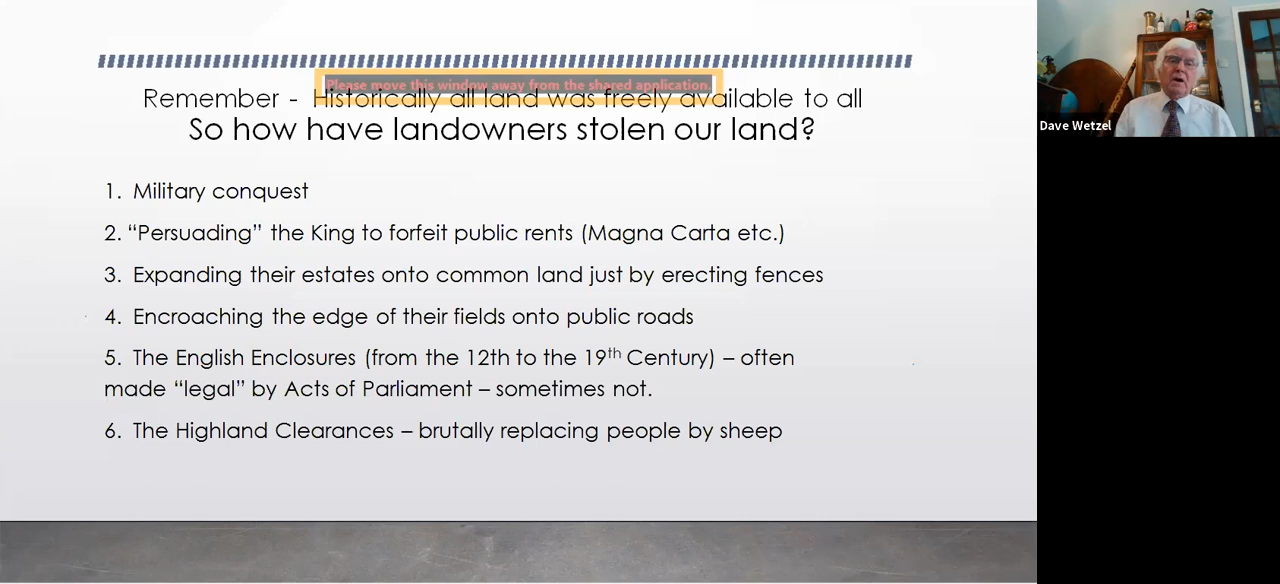 Please move this window away from the shared application.
Remember - Historically all land was freely available to all
So how have landowners stolen our land?
1. Military conquest
2. “Persuading” the King to forfeit public rents (Magna Carta etc.)
3. Expanding their estates onto common land just by erecting fences
4. Encroaching the edge of their fields onto public roads
5. The English Enclosures (from the 12th to the 19th Century) – often
made “legal” by Acts of Parliament – sometimes not.
6. The Highland Clearances – brutally replacing people by sheep
Dave Wetzel